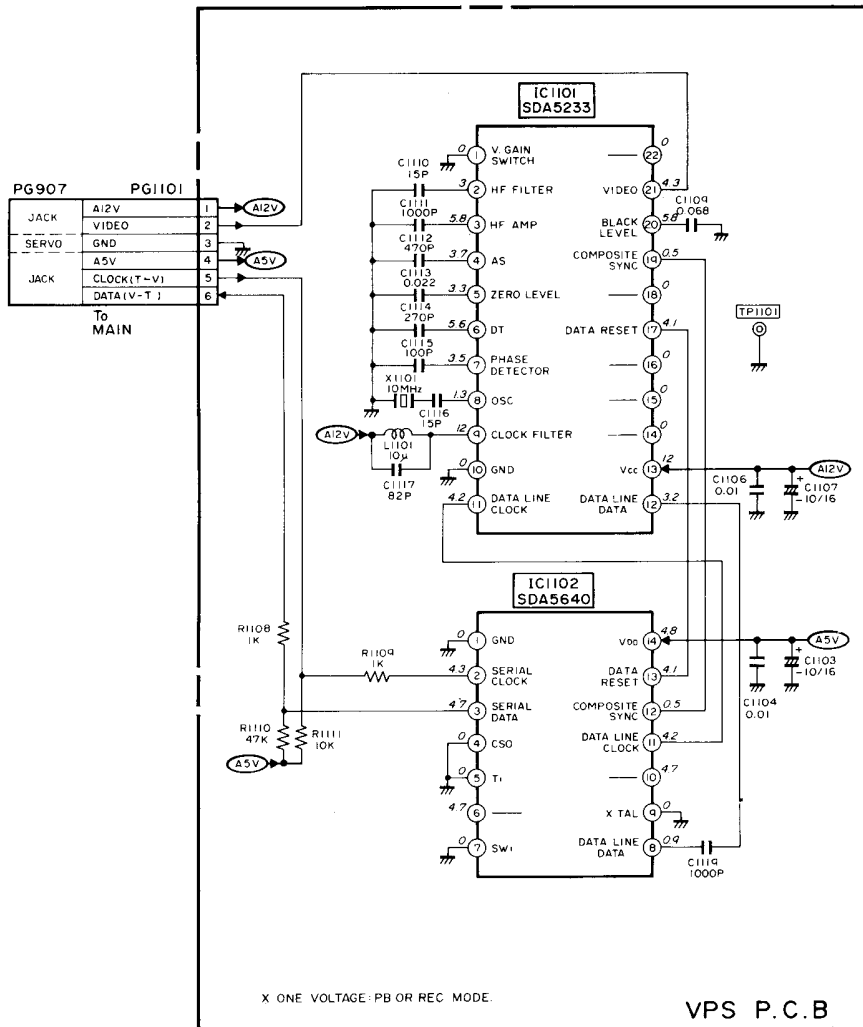 IC1101
SDA5233
PG907 PG1101
JACK A12V 1 A12V
VIDEO 2
SERVO GND 3
JACK A5V 4 A5V
CLOCK(T-V) 5
DATA(V-T) 6
To
MAIN
0 1 V. GAIN
SWITCH
C1110
15P
3 2 HF FILTER
C1111
1000P
5.8 3 HF AMP
C1112
470P
3.7 4 AS
C1113
0.022
3.3 5 ZERO LEVEL
C1114
270P
5.6 6 DT
C1115
100P
3.5 7 PHASE
DETECTOR
X1101
10MHz
1.3 8 OSC
C1116
15P
A12V
12 9 CLOCK FILTER
L1101
10μ
C1117
82P
0 10 GND
4.2 11 DATA LINE
CLOCK
22 0
VIDEO 21 4.3
C1109
0.068
BLACK
LEVEL 20 5.8
COMPOSITE
SYNC 19 0.5
18 0
DATA RESET 17 4.1
16 0
15 0
14 0
Vcc 13 12
DATA LINE
DATA 12 3.2
TP1101
A12V
C1106
0.01
+
C1107
-10/16
IC1102
SDA5640
R1108
1K
R1109
1K
R1110
47K
R1111
10K
A5V
0 1 GND
4.3 2 SERIAL
CLOCK
4.7 3 SERIAL
DATA
0 4 CSO
0 5 Ti
4.7 6
0 7 SWi
VDD 14 4.8
DATA
RESET 13 4.1
COMPOSITE
SYNC 12 0.5
DATA LINE
CLOCK 11 4.2
10 4.7
X TAL 9 0
DATA LINE
DATA 8 0.9
C1119
1000P
A5V
C1104
0.01
+
C1103
-10/16
X ONE VOLTAGE: PB OR REC MODE.
VPS P.C.B